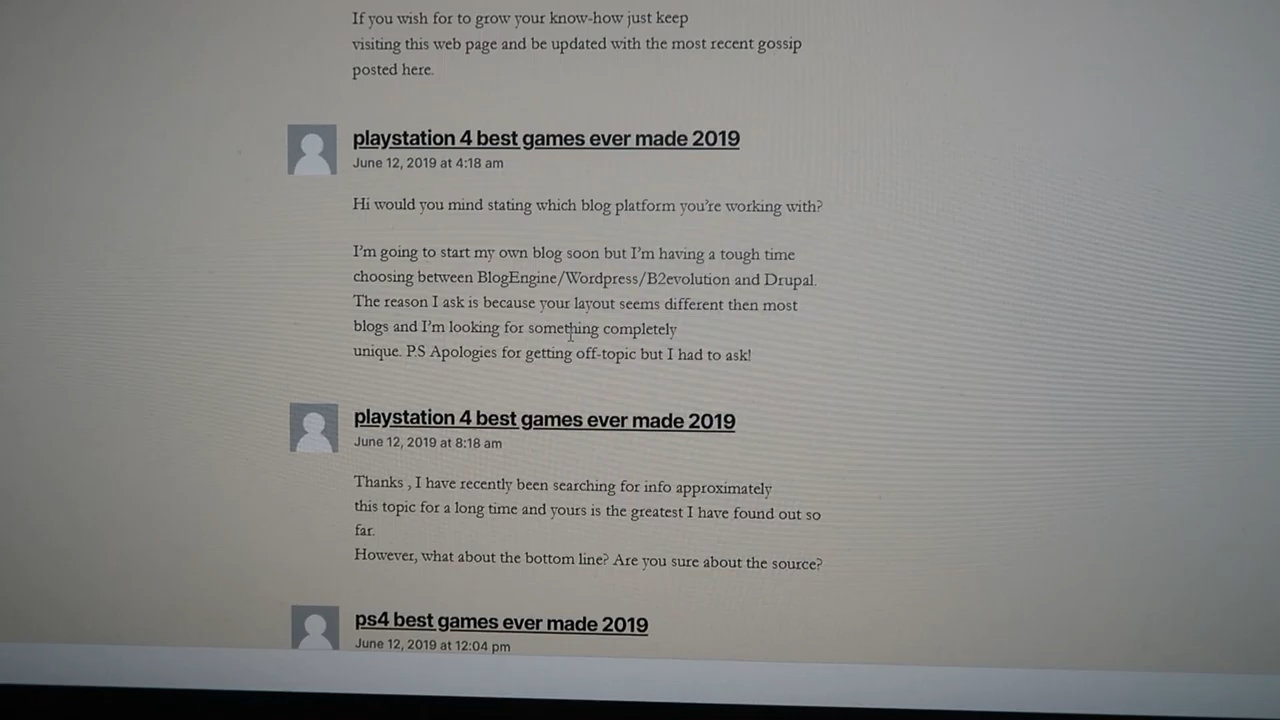 If you wish for to grow your know-how just keep
visiting this web page and be updated with the most recent gossip
posted here.
playstation 4 best games ever made 2019
June 12, 2019 at 4:18 am
Hi would you mind stating which blog platform you’re working with?
I’m going to start my own blog soon but I’m having a tough time
choosing between BlogEngine/Wordpress/B2evolution and Drupal.
The reason I ask is because your layout seems different then most
blogs and I’m looking for something completely
unique. P.S Apologies for getting off-topic but I had to ask!
playstation 4 best games ever made 2019
June 12, 2019 at 8:18 am
Thanks , I have recently been searching for info approximately
this topic for a long time and yours is the greatest I have found out so
far.
However, what about the bottom line? Are you sure about the source?
ps4 best games ever made 2019
June 12, 2019 at 12:04 pm